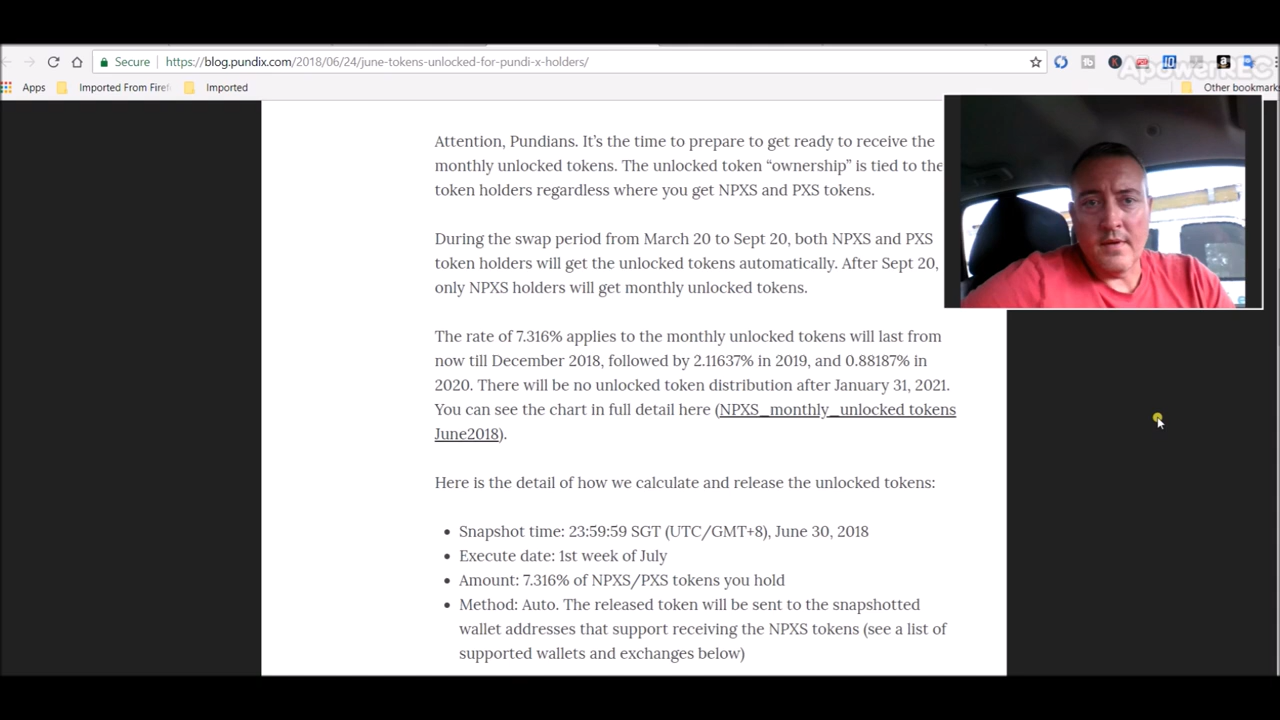 Secure
https://blog.pundix.com/2018/06/24/june-tokens-unlocked-for-pundi-x-holders/
ApowerREC
Apps
Imported From Firef
Imported
Other bookmark
Attention, Pundians. It’s the time to prepare to get ready to receive the
monthly unlocked tokens. The unlocked token “ownership” is tied to the
token holders regardless where you get NPXS and PXS tokens.
During the swap period from March 20 to Sept 20, both NPXS and PXS
token holders will get the unlocked tokens automatically. After Sept 20,
only NPXS holders will get monthly unlocked tokens.
The rate of 7.316% applies to the monthly unlocked tokens will last from
now till December 2018, followed by 2.11637% in 2019, and 0.88187% in
2020. There will be no unlocked token distribution after January 31, 2021.
You can see the chart in full detail here (NPXS_monthly_unlocked tokens
June2018).
Here is the detail of how we calculate and release the unlocked tokens:
• Snapshot time: 23:59:59 SGT (UTC/GMT+8), June 30, 2018
• Execute date: 1st week of July
• Amount: 7.316% of NPXS/PXS tokens you hold
• Method: Auto. The released token will be sent to the snapshotted
wallet addresses that support receiving the NPXS tokens (see a list of
supported wallets and exchanges below)